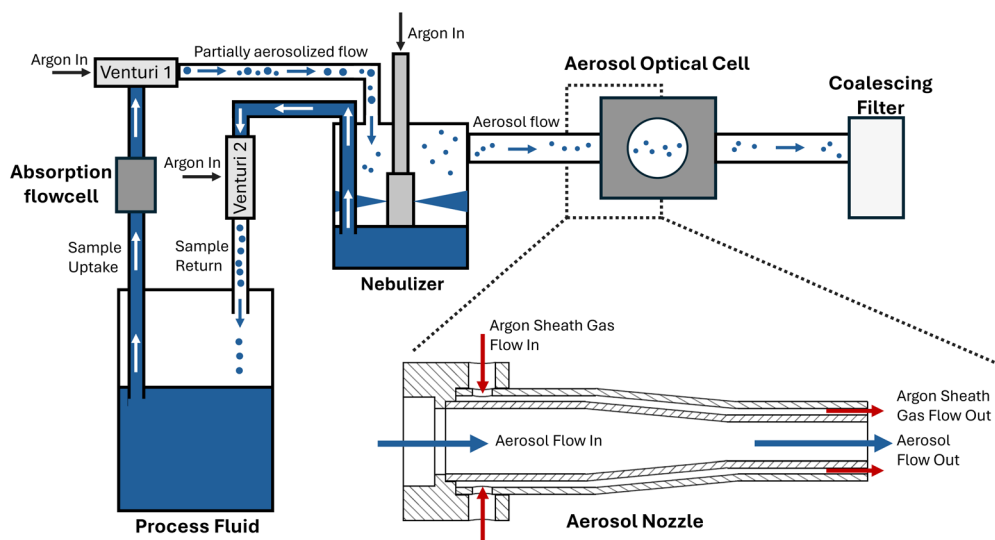 Argon In
Partially aerosolized flow
Argon In
Venturi 1
Aerosol Optical Cell
Coalescing
Filter
Aerosol flow
Argon In
Venturi 2
Absorption
flowcell
Sample
Uptake
Sample
Return
Nebulizer
Argon Sheath Gas
Flow In
Argon Sheath
Gas Flow Out
Aerosol Flow In
Aerosol
Flow Out
Process Fluid
Aerosol Nozzle